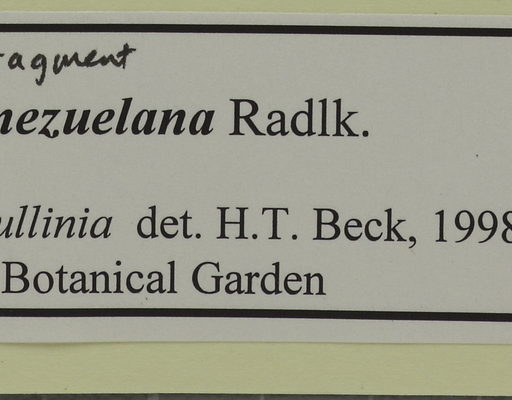 ragment
nezuelana Radlk.
ullinia det. H.T. Beck, 1998
Botanical Garden